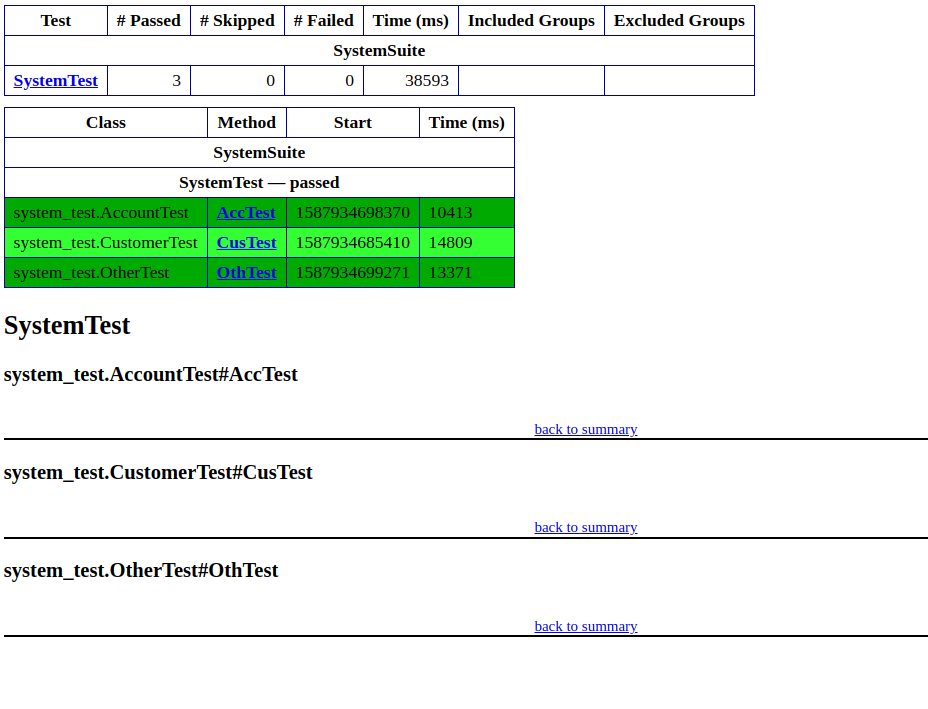 Test # Passed # Skipped # Failed Time (ms) Included Groups Excluded Groups
SystemSuite
SystemTest 3 0 0 38593
Class Method Start Time (ms)
SystemSuite
SystemTest — passed
system_test.AccountTest AccTest 1587934698370 10413
system_test.CustomerTest CusTest 1587934685410 14809
system_test.OtherTest OthTest 1587934699271 13371
SystemTest
system_test.AccountTest#AccTest
back to summary
system_test.CustomerTest#CusTest
back to summary
system_test.OtherTest#OthTest
back to summary